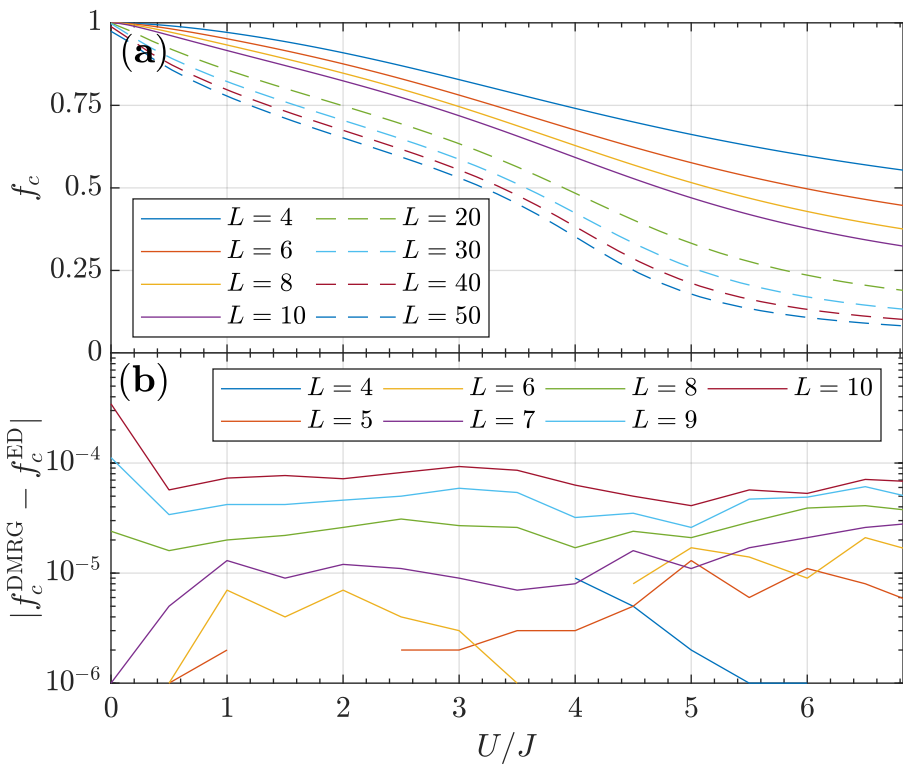 1
(a)
0.75
f_c
0.5
0.25
0
L = 4
L = 20
L = 6
L = 30
L = 8
L = 40
L = 10
L = 50
(b)
L = 4
L = 6
L = 8
L = 10
L = 5
L = 7
L = 9
|f_c^DMRG − f_c^ED|
10^−4
10^−5
10^−6
0 1 2 3 4 5 6
U/J